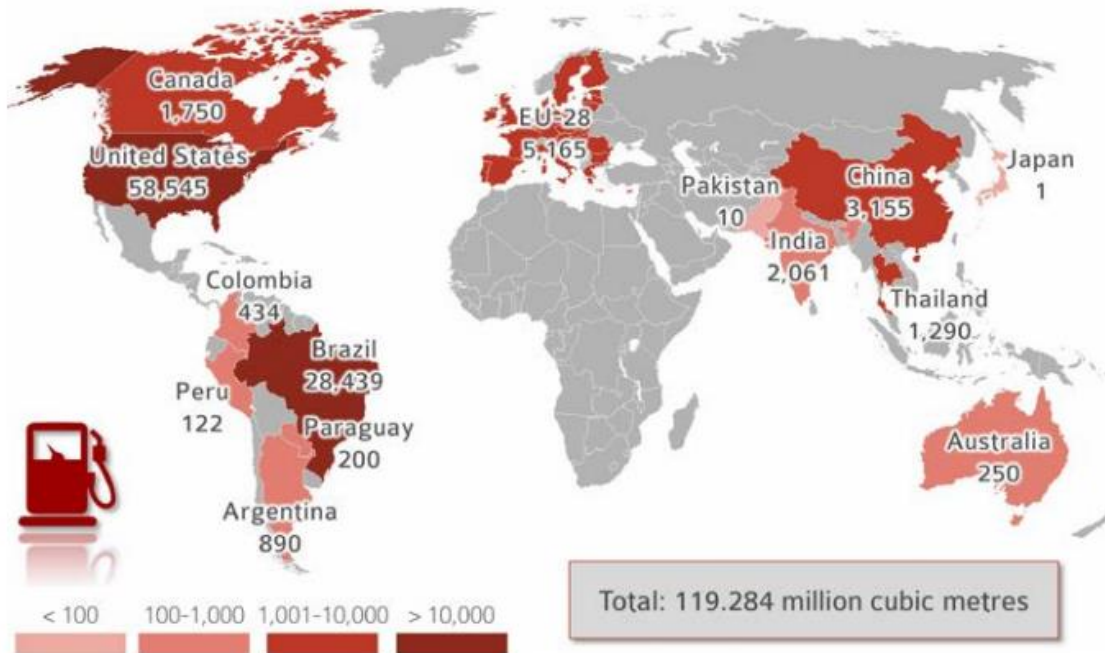 Canada
1,750
United States
58,545
EU-28
5,165
Pakistan
10
India
2,061
China
3,155
Japan
1
Thailand
1,290
Colombia
434
Brazil
28,439
Peru
122
Paraguay
200
Argentina
890
Australia
250
< 100
100-1,000
1,001-10,000
> 10,000
Total: 119.284 million cubic metres